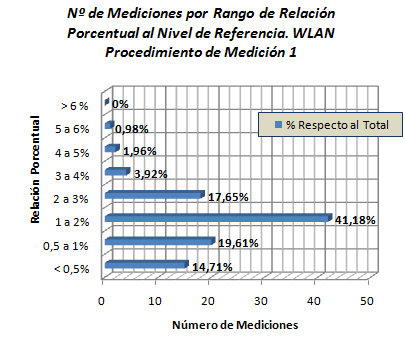 Nº de Mediciones por Rango de Relación
Porcentual al Nivel de Referencia. WLAN
Procedimiento de Medición 1
Relación Porcentual
> 6 %
0%
5 a 6%
0,98%
4 a 5%
1,96%
3 a 4%
3,92%
2 a 3%
17,65%
1 a 2%
41,18%
0,5 a 1%
19,61%
< 0,5%
14,71%
% Respecto al Total
0 10 20 30 40 50
Número de Mediciones